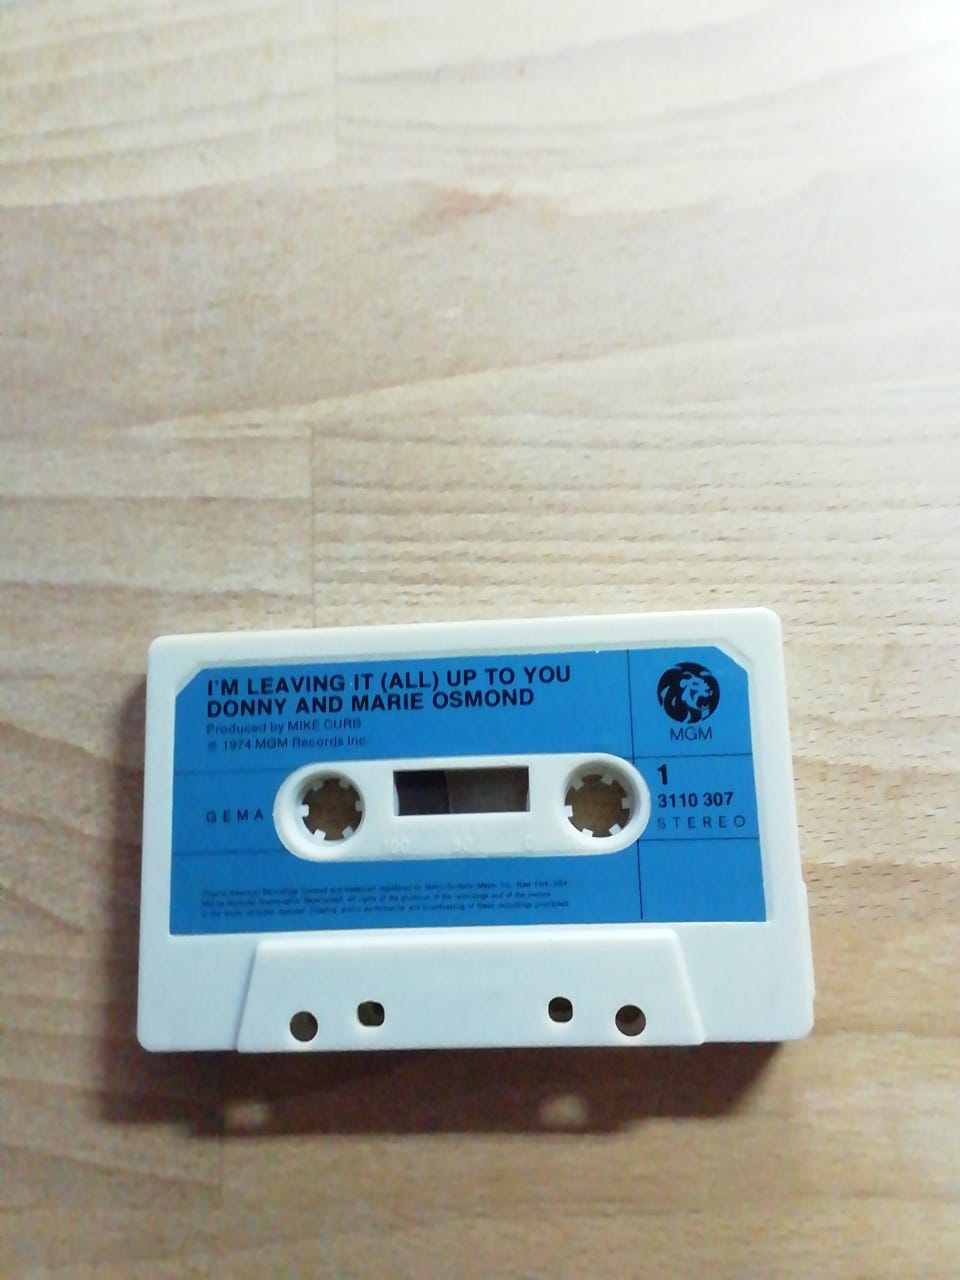 I'M LEAVING IT (ALL) UP TO YOU
DONNY AND MARIE OSMOND
Produced by MIKE CURB
℗ 1974 MGM Records Inc.
MGM
1
3110 307
STEREO
GEMA
100 50 0